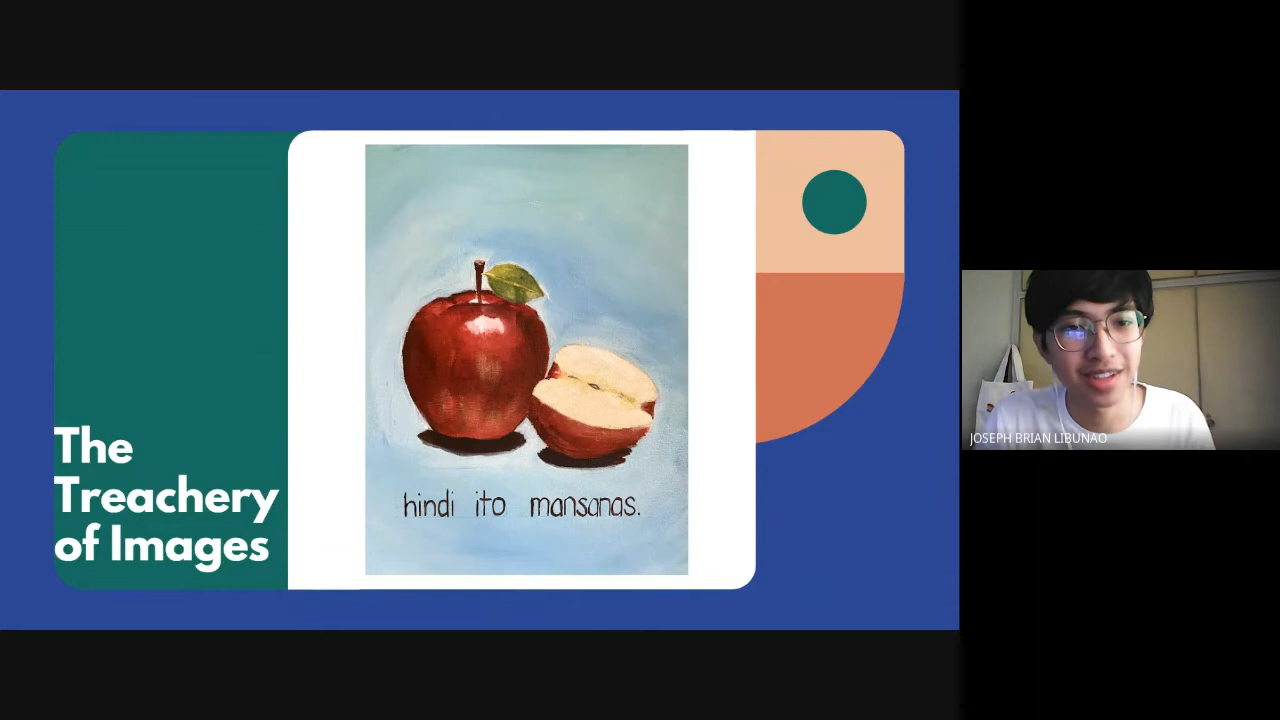 The
Treachery
of Images
hindi ito mansanas.
JOSEPH BRIAN LIBUNAO